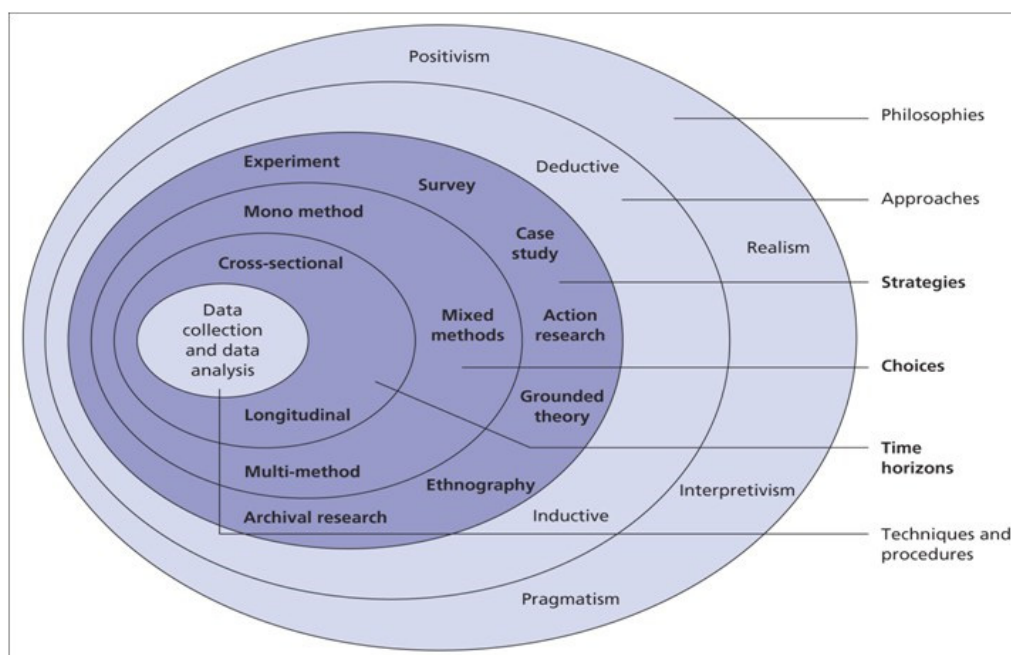 Positivism
Philosophies
Deductive
Experiment
Survey
Approaches
Mono method
Case
study
Realism
Cross-sectional
Strategies
Data
collection
and data
analysis
Mixed
methods
Action
research
Choices
Grounded
theory
Longitudinal
Time
horizons
Multi-method
Ethnography
Interpretivism
Archival research
Inductive
Techniques and
procedures
Pragmatism